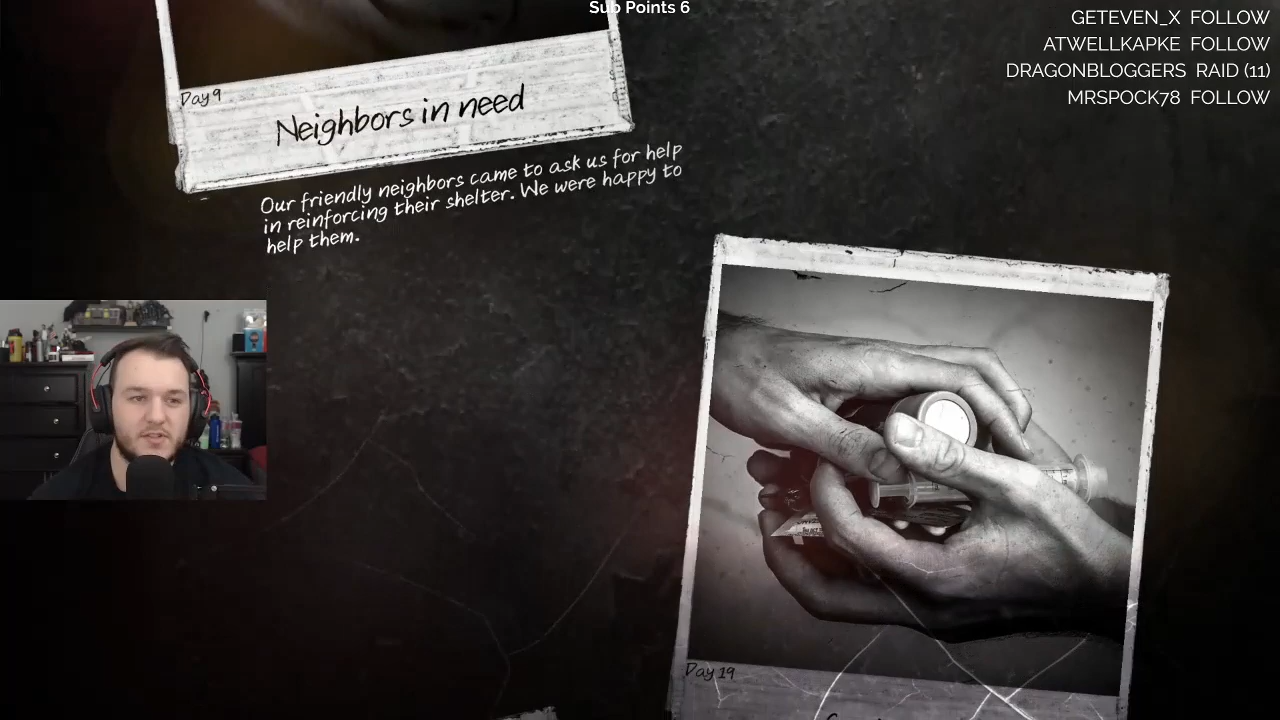 Sub Points 6
GETEVEN_X FOLLOW
ATWELLKAPKE FOLLOW
DRAGONBLOGGERS RAID (11)
MRSPOCK78 FOLLOW
Day 9
Neighbors in need
Our friendly neighbors came to ask us for help
in reinforcing their shelter. We were happy to
help them.
Day 19